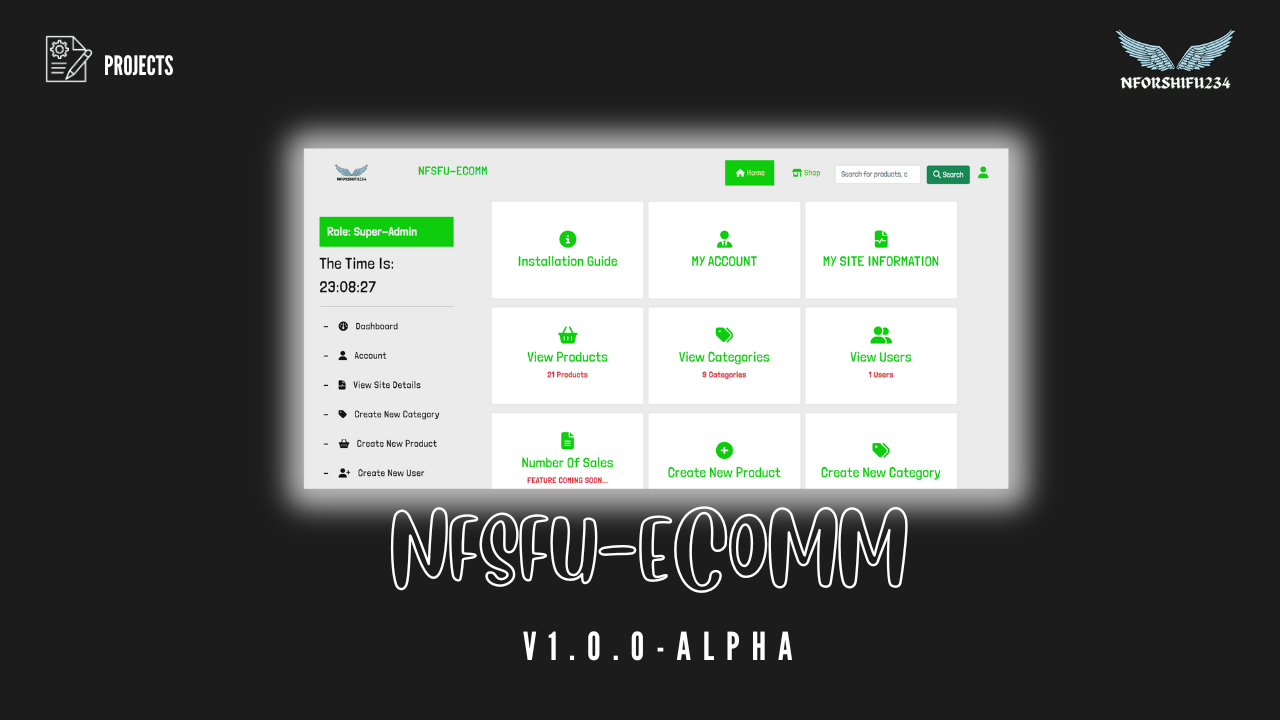 PROJECTS
NFORSHIFU234
NFORSHIFU234
NFSFU-ECOMM
Home
Shop
Search for products, c
Search
Role: Super-Admin
The Time Is:
23:08:27
- Dashboard
- Account
- View Site Details
- Create New Category
- Create New Product
- Create New User
Installation Guide
MY ACCOUNT
MY SITE INFORMATION
View Products
21 Products
View Categories
9 Categories
View Users
1 Users
Number Of Sales
FEATURE COMING SOON...
Create New Product
Create New Category
NFSFU-ECOMM
V1.0.0-ALPHA